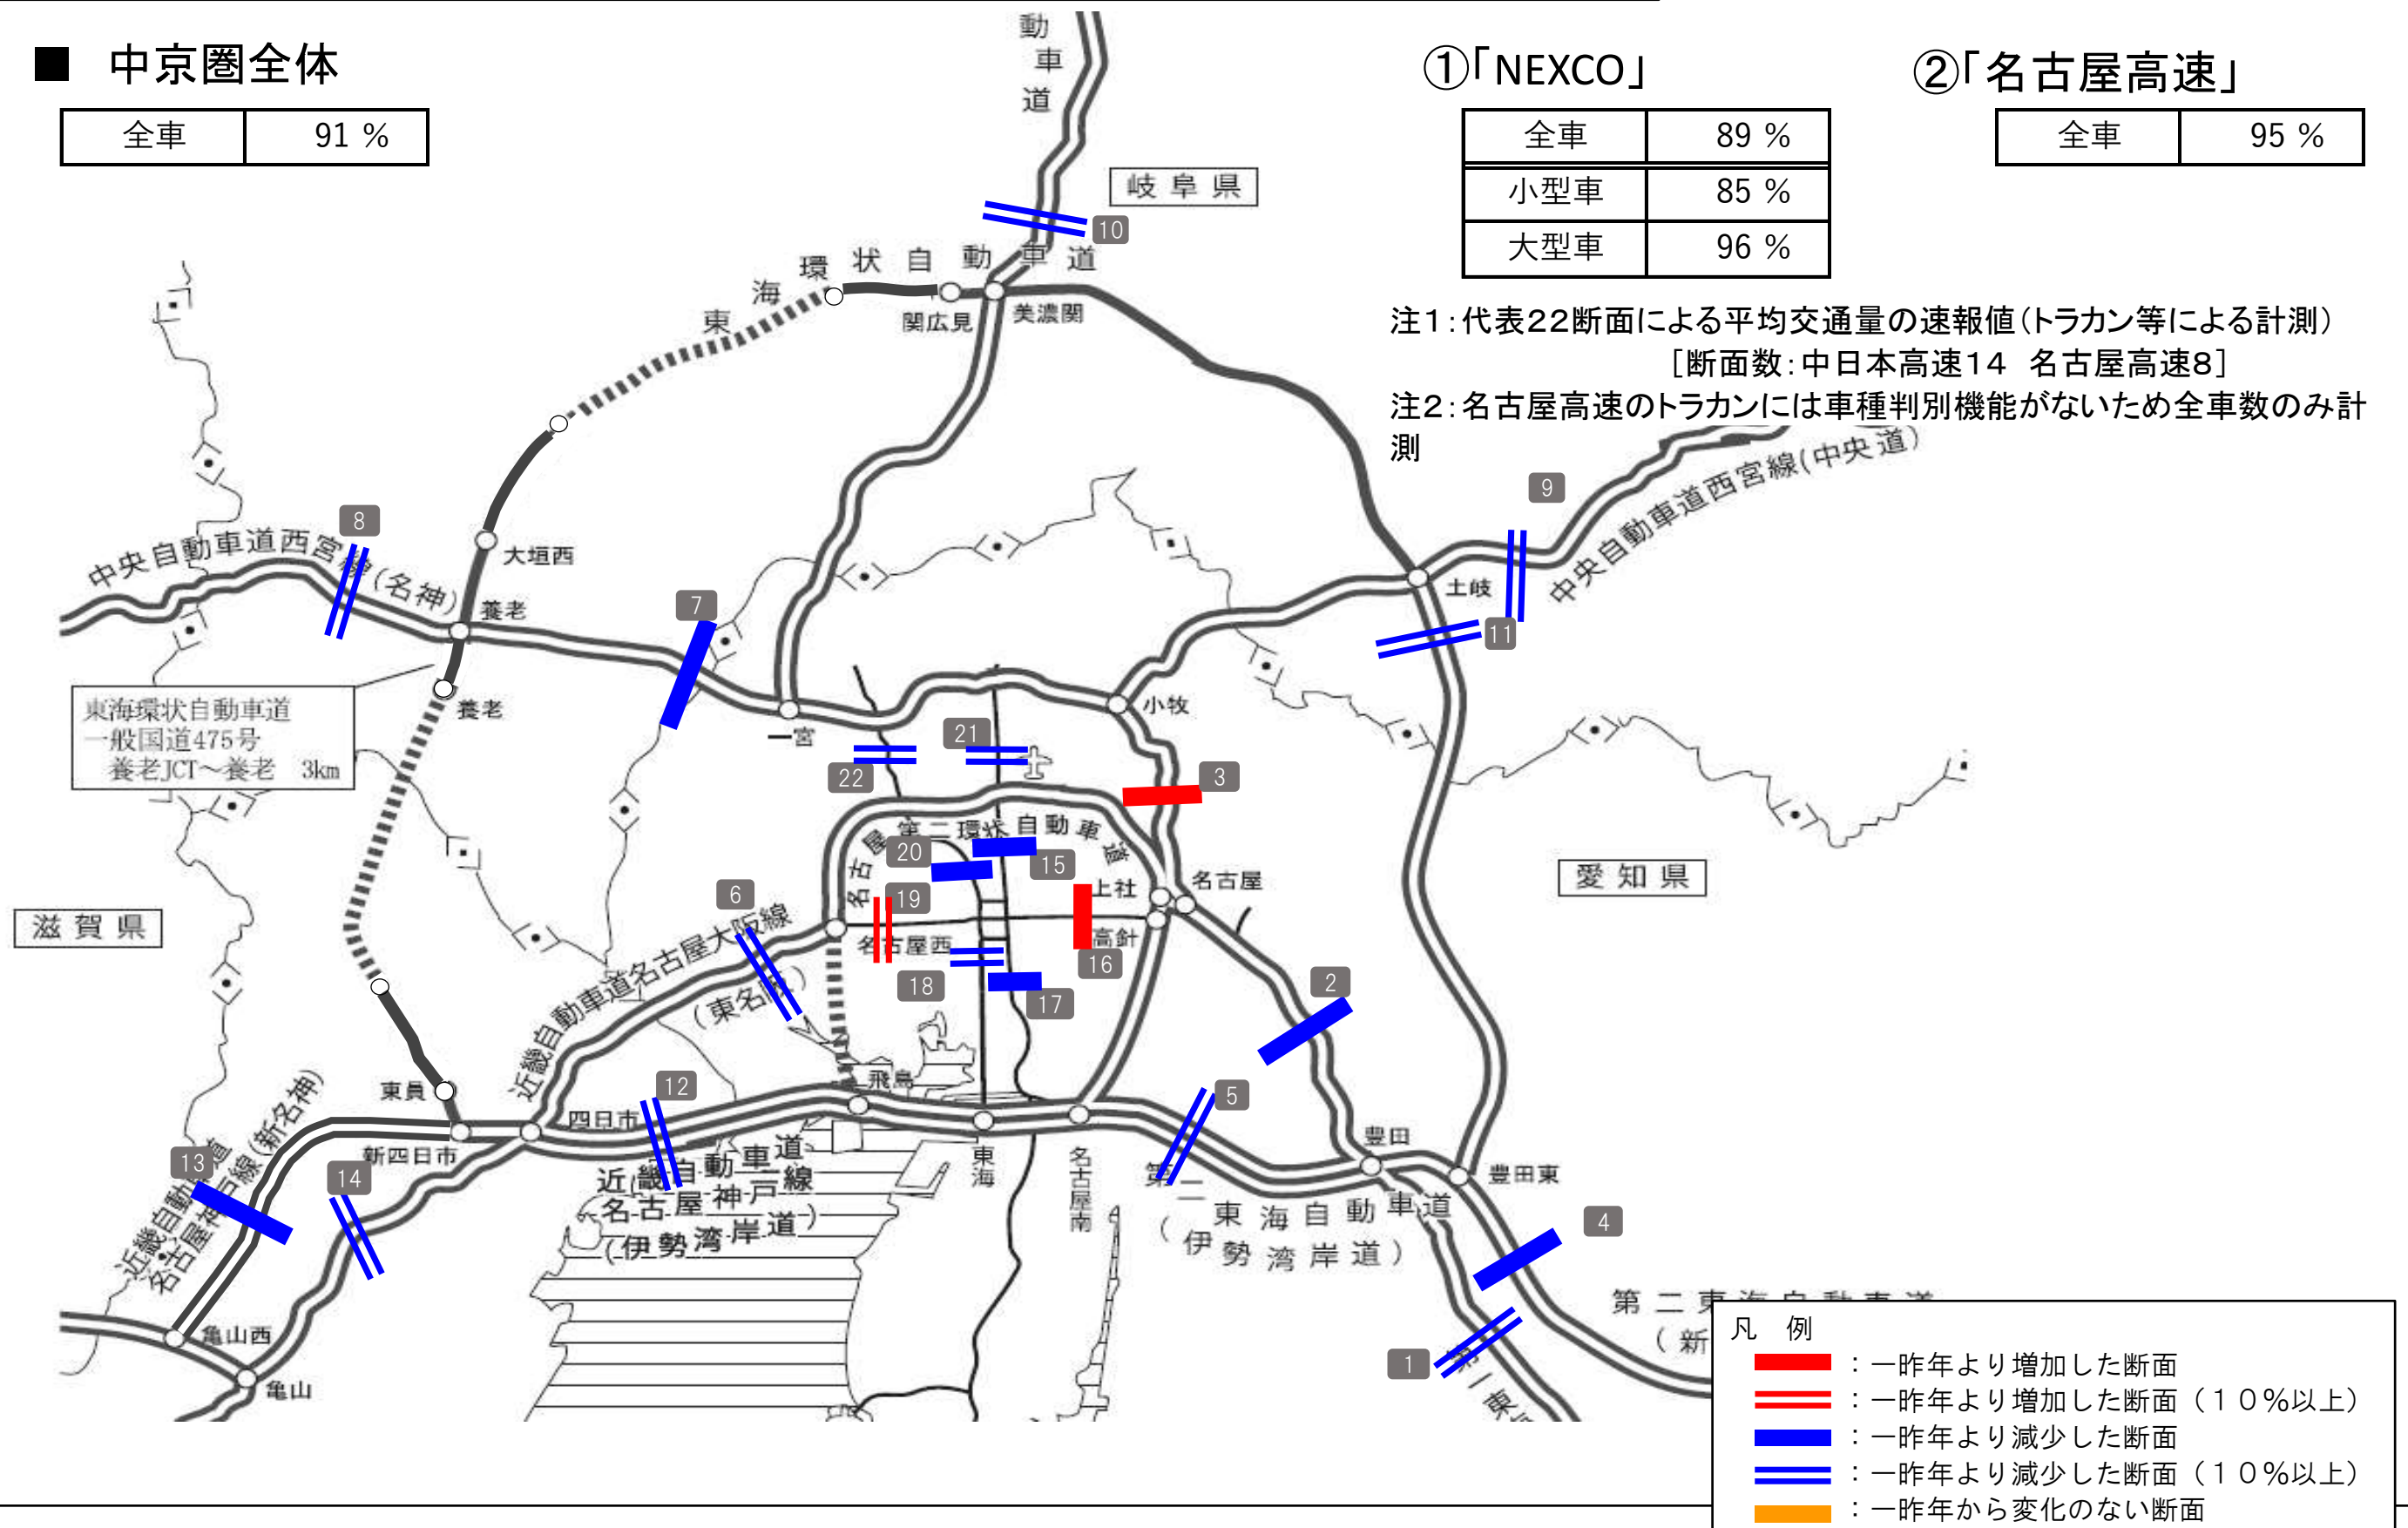 ■ 中京圏全体
全車 91 %
①「NEXCO」
全車 89 %
小型車 85 %
大型車 96 %
②「名古屋高速」
全車 95 %
注1：代表22断面による平均交通量の速報値（トラカン等による計測）
［断面数：中日本高速14 名古屋高速8］
注2：名古屋高速のトラカンには車種判別機能がないため全車数のみ計
測
動車道
岐阜県
10
東海環状自動車道
関広見
美濃関
9
中央自動車道西宮線(中央道)
8
中央自動車道西宮線(名神)
大垣西
養老
7
土岐
11
東海環状自動車道
一般国道475号
養老JCT～養老 3km
養老
一宮
小牧
21
22
3
名古屋第二環状自動車道
20
15
愛知県
上社
名古屋
19
6
滋賀県
名古屋西
高針
16
18
17
2
近畿自動車道名古屋大阪線
(東名阪)
飛島
東員
12
5
四日市
新四日市
13
14
近畿自動車道
名古屋神戸線(新名神)
近畿自動車道
名古屋神戸線
(伊勢湾岸道)
東海
名古屋南
豊田
豊田東
第二東海自動車道
(伊勢湾岸道)
4
亀山西
亀山
1
第一東
第二東海自動車道
(新
凡 例
：一昨年より増加した断面
：一昨年より増加した断面（１０％以上）
：一昨年より減少した断面
：一昨年より減少した断面（１０％以上）
：一昨年から変化のない断面